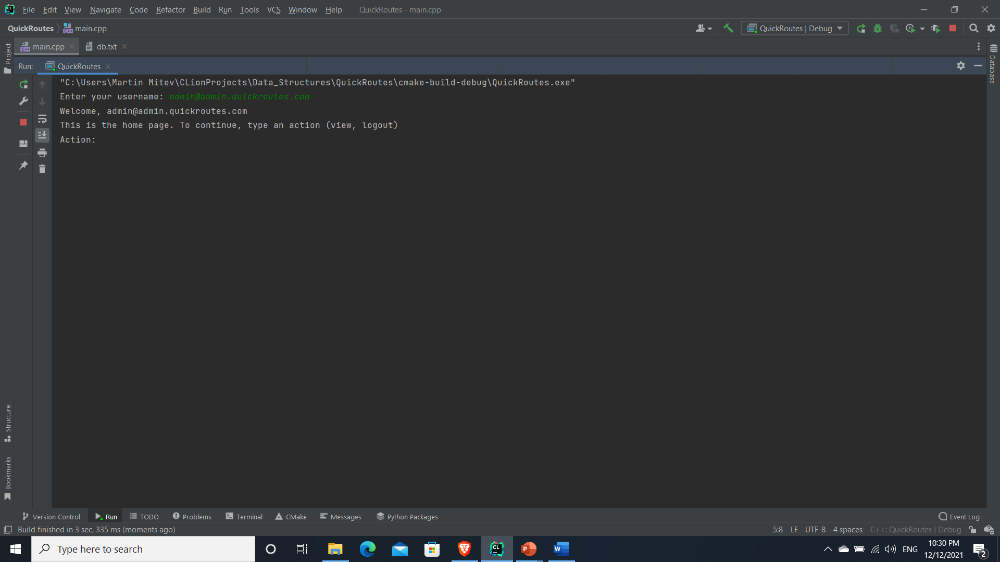 File Edit View Navigate Code Refactor Build Run Tools VCS Window Help QuickRoutes - main.cpp
QuickRoutes main.cpp QuickRoutes | Debug
main.cpp db.txt
Project
Database
Run: QuickRoutes
"C:\Users\Martin Mitev\CLionProjects\Data_Structures\QuickRoutes\cmake-build-debug\QuickRoutes.exe"
Enter your username: admin@admin.quickroutes.com
Welcome, admin@admin.quickroutes.com
This is the home page. To continue, type an action (view, logout)
Action:
Structure
Bookmarks
Version Control Run TODO Problems Terminal CMake Messages Python Packages Event Log
Build finished in 3 sec, 335 ms (moments ago) 5:8 LF UTF-8 4 spaces C++: QuickRoutes | Debug
Type here to search ENG 10:30 PM
12/12/2021 2